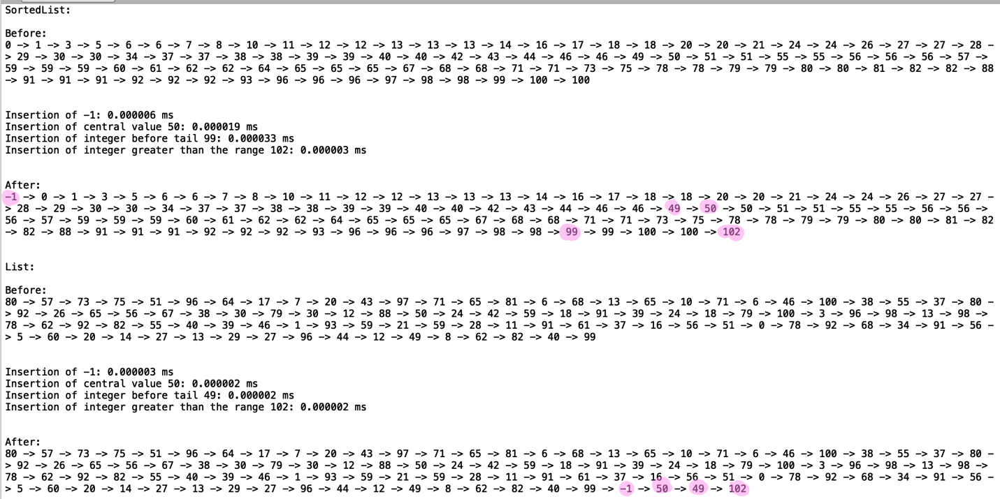 SortedList:
Before:
0 -> 1 -> 3 -> 5 -> 6 -> 6 -> 7 -> 8 -> 10 -> 11 -> 12 -> 12 -> 13 -> 13 -> 13 -> 14 -> 16 -> 17 -> 18 -> 18 -> 20 -> 20 -> 21 -> 24 -> 24 -> 26 -> 27 -> 27 -> 28 -
> 29 -> 30 -> 30 -> 34 -> 37 -> 37 -> 38 -> 38 -> 39 -> 39 -> 40 -> 40 -> 42 -> 43 -> 44 -> 46 -> 46 -> 49 -> 50 -> 51 -> 51 -> 55 -> 55 -> 56 -> 56 -> 56 -> 57 ->
59 -> 59 -> 59 -> 60 -> 61 -> 62 -> 62 -> 64 -> 65 -> 65 -> 65 -> 67 -> 68 -> 68 -> 71 -> 71 -> 73 -> 75 -> 78 -> 78 -> 79 -> 79 -> 80 -> 80 -> 81 -> 82 -> 82 -> 88
-> 91 -> 91 -> 91 -> 92 -> 92 -> 92 -> 93 -> 96 -> 96 -> 96 -> 97 -> 98 -> 98 -> 99 -> 100 -> 100
Insertion of -1: 0.000006 ms
Insertion of central value 50: 0.000019 ms
Insertion of integer before tail 99: 0.000033 ms
Insertion of integer greater than the range 102: 0.000003 ms
After:
-1 -> 0 -> 1 -> 3 -> 5 -> 6 -> 6 -> 7 -> 8 -> 10 -> 11 -> 12 -> 12 -> 13 -> 13 -> 13 -> 14 -> 16 -> 17 -> 18 -> 18 -> 20 -> 20 -> 21 -> 24 -> 24 -> 26 -> 27 -> 27 -
> 28 -> 29 -> 30 -> 30 -> 34 -> 37 -> 37 -> 38 -> 38 -> 39 -> 39 -> 40 -> 40 -> 42 -> 43 -> 44 -> 46 -> 46 -> 49 -> 50 -> 50 -> 51 -> 51 -> 55 -> 55 -> 56 -> 56 ->
56 -> 57 -> 59 -> 59 -> 59 -> 60 -> 61 -> 62 -> 62 -> 64 -> 65 -> 65 -> 65 -> 67 -> 68 -> 68 -> 71 -> 71 -> 73 -> 75 -> 78 -> 78 -> 79 -> 79 -> 80 -> 80 -> 81 -> 82
-> 82 -> 88 -> 91 -> 91 -> 91 -> 92 -> 92 -> 92 -> 93 -> 96 -> 96 -> 96 -> 97 -> 98 -> 98 -> 99 -> 99 -> 100 -> 100 -> 102
List:
Before:
80 -> 57 -> 73 -> 75 -> 51 -> 96 -> 64 -> 17 -> 7 -> 20 -> 43 -> 97 -> 71 -> 65 -> 81 -> 6 -> 68 -> 13 -> 65 -> 10 -> 71 -> 6 -> 46 -> 100 -> 38 -> 55 -> 37 -> 80 -
> 92 -> 26 -> 65 -> 56 -> 67 -> 38 -> 30 -> 79 -> 30 -> 12 -> 88 -> 50 -> 24 -> 42 -> 59 -> 18 -> 91 -> 39 -> 24 -> 18 -> 79 -> 100 -> 3 -> 96 -> 98 -> 13 -> 98 ->
78 -> 62 -> 92 -> 82 -> 55 -> 40 -> 39 -> 46 -> 1 -> 93 -> 59 -> 21 -> 59 -> 28 -> 11 -> 91 -> 61 -> 37 -> 16 -> 56 -> 51 -> 0 -> 78 -> 92 -> 68 -> 34 -> 91 -> 56 -
> 5 -> 60 -> 20 -> 14 -> 27 -> 13 -> 29 -> 27 -> 96 -> 44 -> 12 -> 49 -> 8 -> 62 -> 82 -> 40 -> 99
Insertion of -1: 0.000003 ms
Insertion of central value 50: 0.000002 ms
Insertion of integer before tail 49: 0.000002 ms
Insertion of integer greater than the range 102: 0.000002 ms
After:
80 -> 57 -> 73 -> 75 -> 51 -> 96 -> 64 -> 17 -> 7 -> 20 -> 43 -> 97 -> 71 -> 65 -> 81 -> 6 -> 68 -> 13 -> 65 -> 10 -> 71 -> 6 -> 46 -> 100 -> 38 -> 55 -> 37 -> 80 -
> 92 -> 26 -> 65 -> 56 -> 67 -> 38 -> 30 -> 79 -> 30 -> 12 -> 88 -> 50 -> 24 -> 42 -> 59 -> 18 -> 91 -> 39 -> 24 -> 18 -> 79 -> 100 -> 3 -> 96 -> 98 -> 13 -> 98 ->
78 -> 62 -> 92 -> 82 -> 55 -> 40 -> 39 -> 46 -> 1 -> 93 -> 59 -> 21 -> 59 -> 28 -> 11 -> 91 -> 61 -> 37 -> 16 -> 56 -> 51 -> 0 -> 78 -> 92 -> 68 -> 34 -> 91 -> 56 -
> 5 -> 60 -> 20 -> 14 -> 27 -> 13 -> 29 -> 27 -> 96 -> 44 -> 12 -> 49 -> 8 -> 62 -> 82 -> 40 -> 99 -> -1 -> 50 -> 49 -> 102